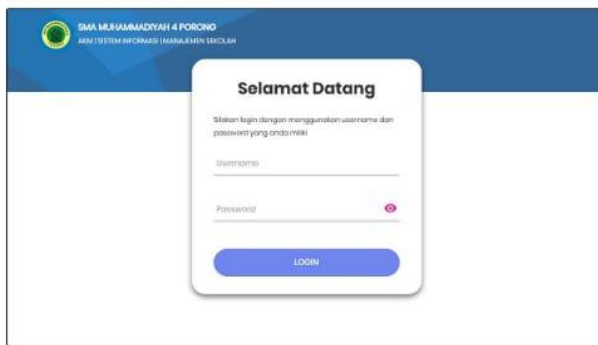 SMA MUHAMMADIYAH 4 PORONG
AKM | SISTEM INFORMASI | MANAJEMEN SEKOLAH
Selamat Datang
Silakan login dengan menggunakan username dan
password yang anda miliki
Username
Password
LOGIN